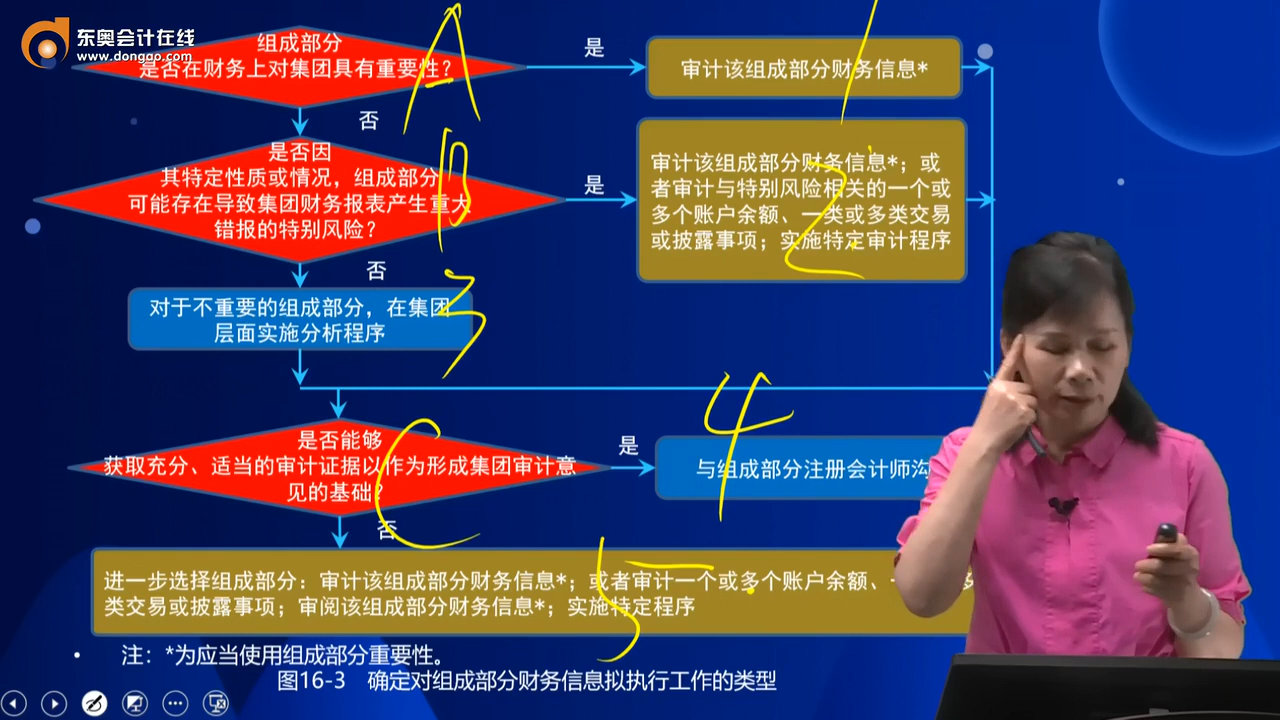 东奥会计在线
www.dongao.com
组成部分
是否在财务上对集团具有重要性？
是
审计该组成部分财务信息*
A
1
否
是否因
其特定性质或情况，组成部分
可能存在导致集团财务报表产生重大
错报的特别风险？
B
是
审计该组成部分财务信息*；或
者审计与特别风险相关的一个或
多个账户余额、一类或多类交易
或披露事项；实施特定审计程序
2
否
对于不重要的组成部分，在集团
层面实施分析程序
3
是否能够
获取充分、适当的审计证据以作为形成集团审计意
见的基础？
C
是
与组成部分注册会计师沟
4
否
进一步选择组成部分：审计该组成部分财务信息*；或者审计一个或多个账户余额、一
类交易或披露事项；审阅该组成部分财务信息*；实施特定程序
5
• 注：*为应当使用组成部分重要性。
图16-3 确定对组成部分财务信息拟执行工作的类型